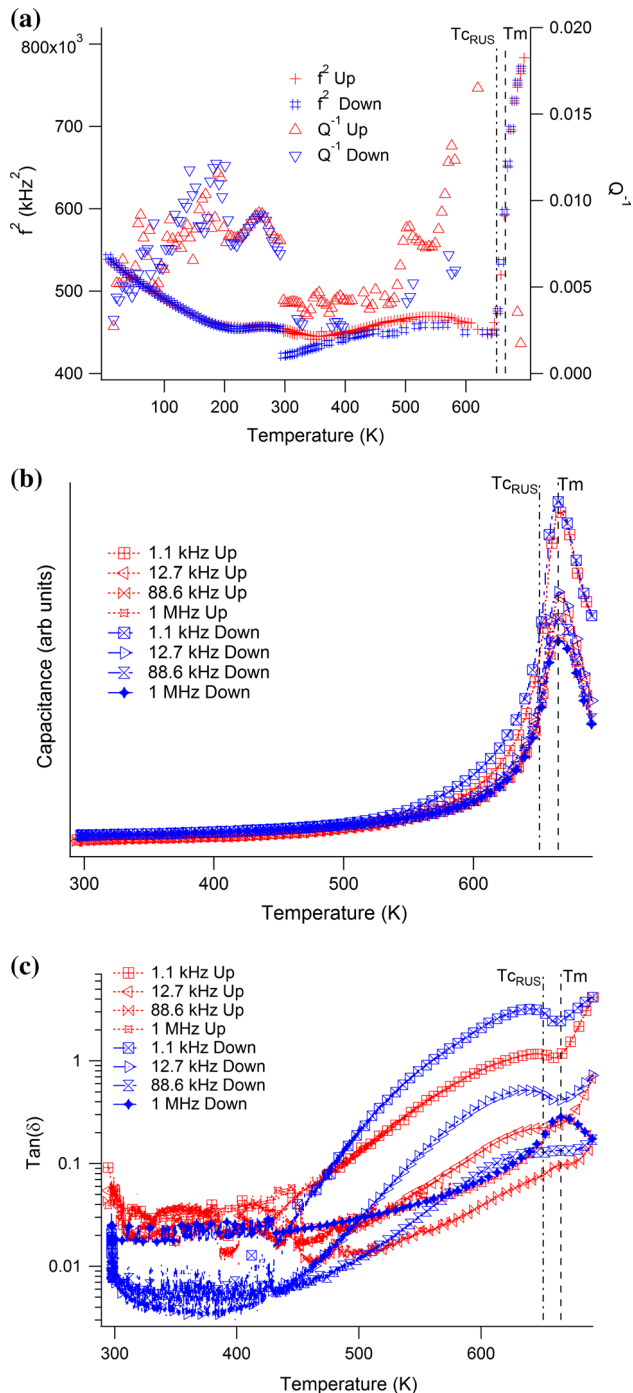 (a)
Tc_RUS Tm
800x10³
700
600
500
400
f² (kHz²)
f² Up
f² Down
Q⁻¹ Up
Q⁻¹ Down
0.020
0.015
0.010
0.005
0.000
Q⁻¹
100 200 300 400 500 600
Temperature (K)
(b)
Tc_RUS Tm
Capacitance (arb units)
1.1 kHz Up
12.7 kHz Up
88.6 kHz Up
1 MHz Up
1.1 kHz Down
12.7 kHz Down
88.6 kHz Down
1 MHz Down
300 400 500 600
Temperature (K)
(c)
1.1 kHz Up
12.7 kHz Up
88.6 kHz Up
1 MHz Up
1.1 kHz Down
12.7 kHz Down
88.6 kHz Down
1 MHz Down
Tc_RUS Tm
1
0.1
0.01
Tan(δ)
300 400 500 600
Temperature (K)